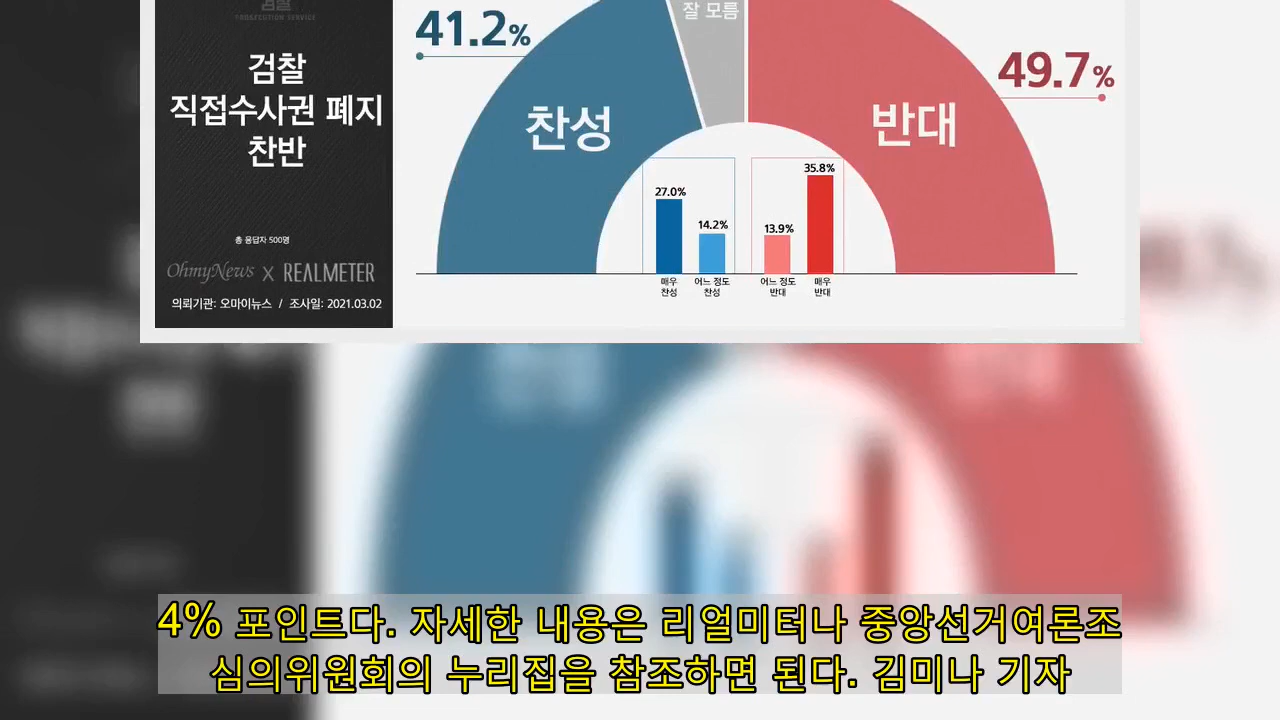 검찰
PROSECUTION SERVICE
검찰
직접수사권 폐지
찬반
총 응답자 500명
OhmyNews X REALMETER
의뢰기관: 오마이뉴스 / 조사일: 2021.03.02
41.2%
잘 모름
49.7%
찬성
반대
27.0%
14.2%
13.9%
35.8%
매우
찬성
어느 정도
찬성
어느 정도
반대
매우
반대
4% 포인트다. 자세한 내용은 리얼미터나 중앙선거여론조
심의위원회의 누리집을 참조하면 된다. 김미나 기자